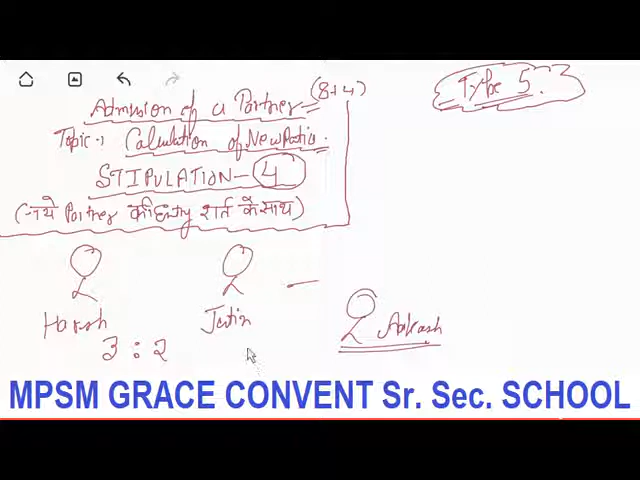 Type 5.
Admission of a Partner (8+4)
Topic:- Calculation of New Ratio.
STIPULATION - 4
(नये Partner की Entry शर्त के साथ)
Harsh
Jatin
Aakash
3 : 2
MPSM GRACE CONVENT Sr. Sec. SCHOOL